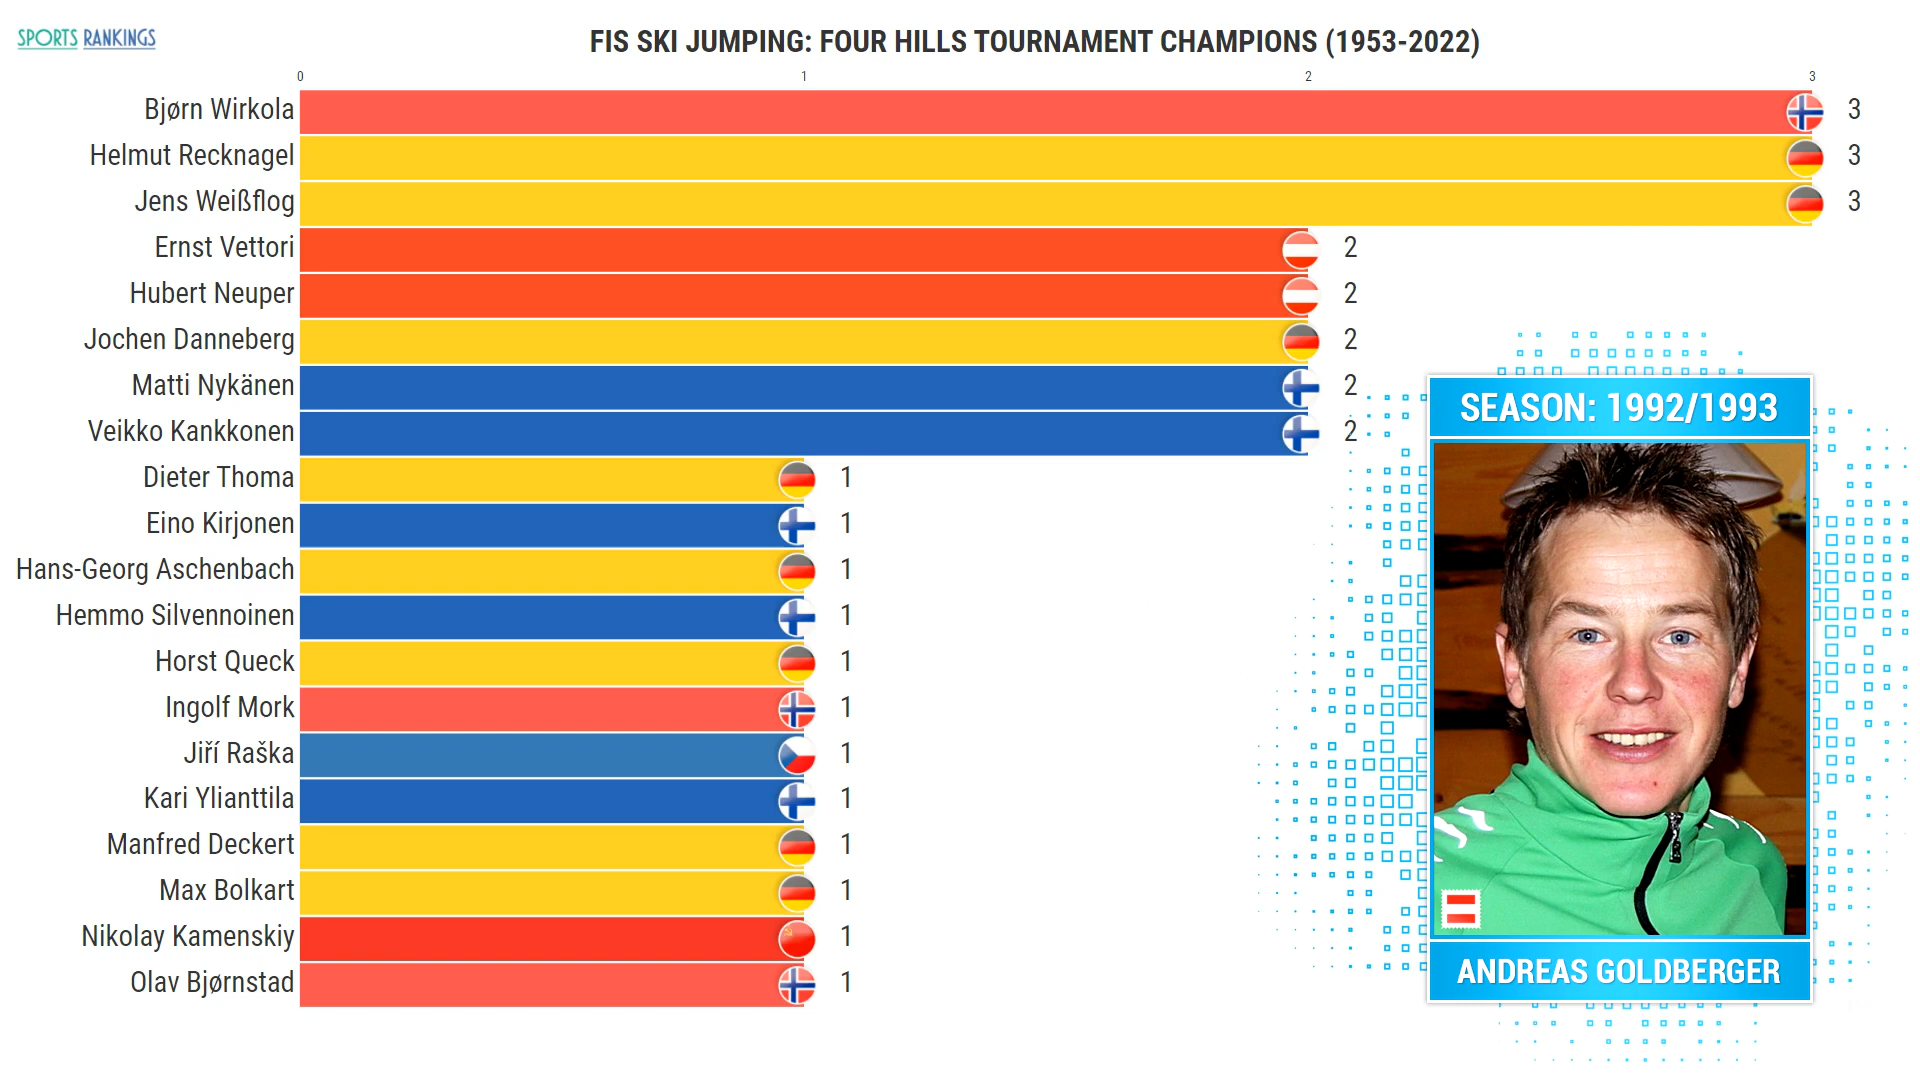 SPORTS RANKINGS
FIS SKI JUMPING: FOUR HILLS TOURNAMENT CHAMPIONS (1953-2022)
0 1 2 3
Bjørn Wirkola 3
Helmut Recknagel 3
Jens Weißflog 3
Ernst Vettori 2
Hubert Neuper 2
Jochen Danneberg 2
Matti Nykänen 2
Veikko Kankkonen 2
Dieter Thoma 1
Eino Kirjonen 1
Hans-Georg Aschenbach 1
Hemmo Silvennoinen 1
Horst Queck 1
Ingolf Mork 1
Jiří Raška 1
Kari Ylianttila 1
Manfred Deckert 1
Max Bolkart 1
Nikolay Kamenskiy 1
Olav Bjørnstad 1
SEASON: 1992/1993
ANDREAS GOLDBERGER